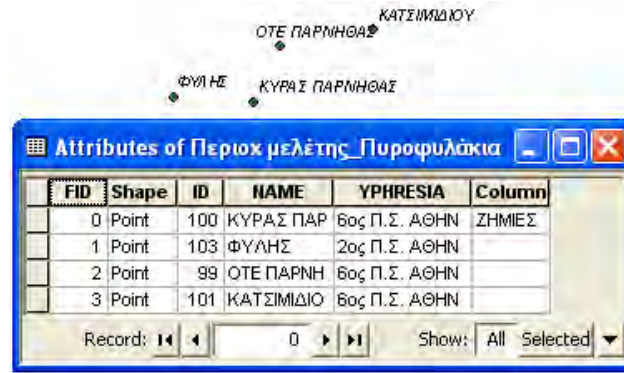 ΚΑΤΣΙΜΙΔΙΟΥ
ΟΤΕ ΠΑΡΝΗΘΑΣ
ΦΥΛΗΣ
ΚΥΡΑΣ ΠΑΡΝΗΘΑΣ
Attributes of Περιοχ μελέτης_Πυροφυλάκια
FID Shape ID NAME YPHRESIA Column
0 Point 100 ΚΥΡΑΣ ΠΑΡ 6ος Π.Σ. ΑΘΗΝ ΖΗΜΙΕΣ
1 Point 103 ΦΥΛΗΣ 2ος Π.Σ. ΑΘΗΝ
2 Point 99 ΟΤΕ ΠΑΡΝΗ 6ος Π.Σ. ΑΘΗΝ
3 Point 101 ΚΑΤΣΙΜΙΔΙΟ 6ος Π.Σ. ΑΘΗΝ
Record: 0 Show: All Selected